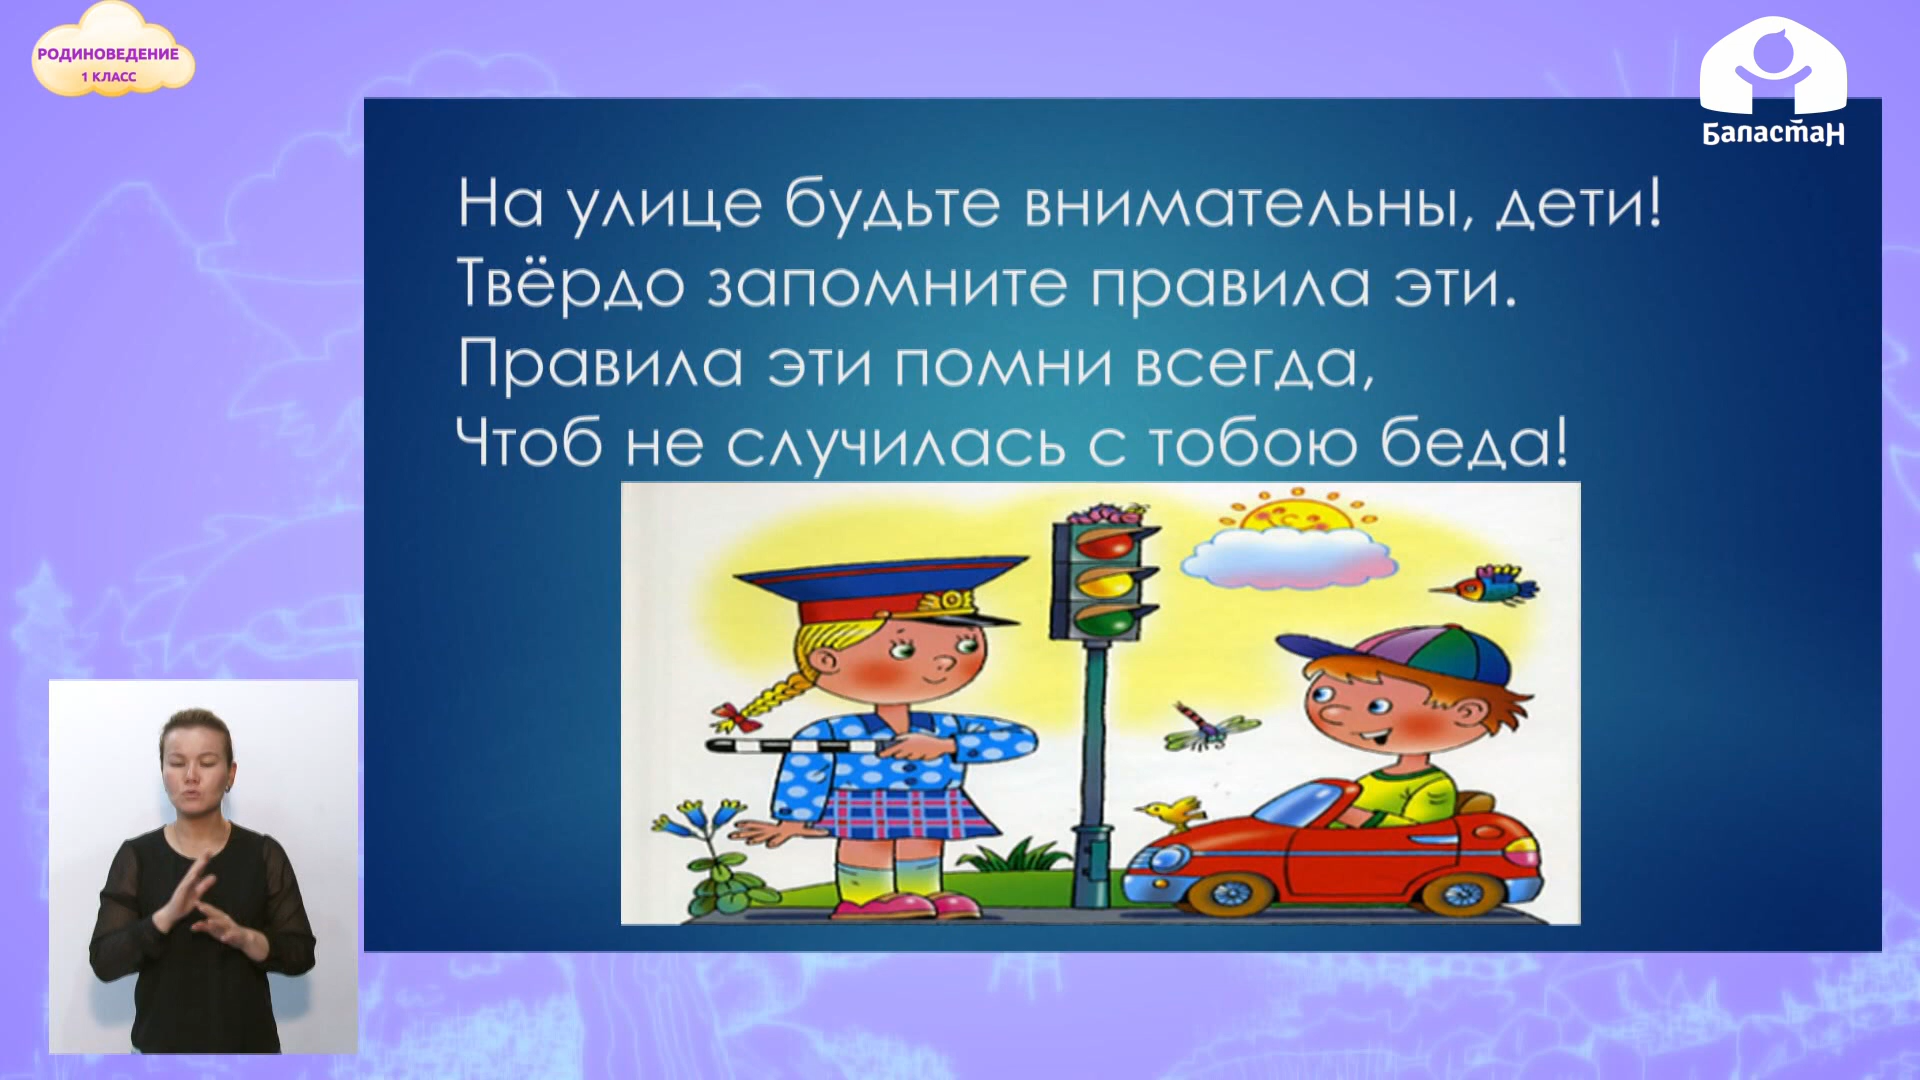 РОДИНОВЕДЕНИЕ
1 КЛАСС
Баластан
На улице будьте внимательны, дети!
Твёрдо запомните правила эти.
Правила эти помни всегда,
Чтоб не случилась с тобою беда!